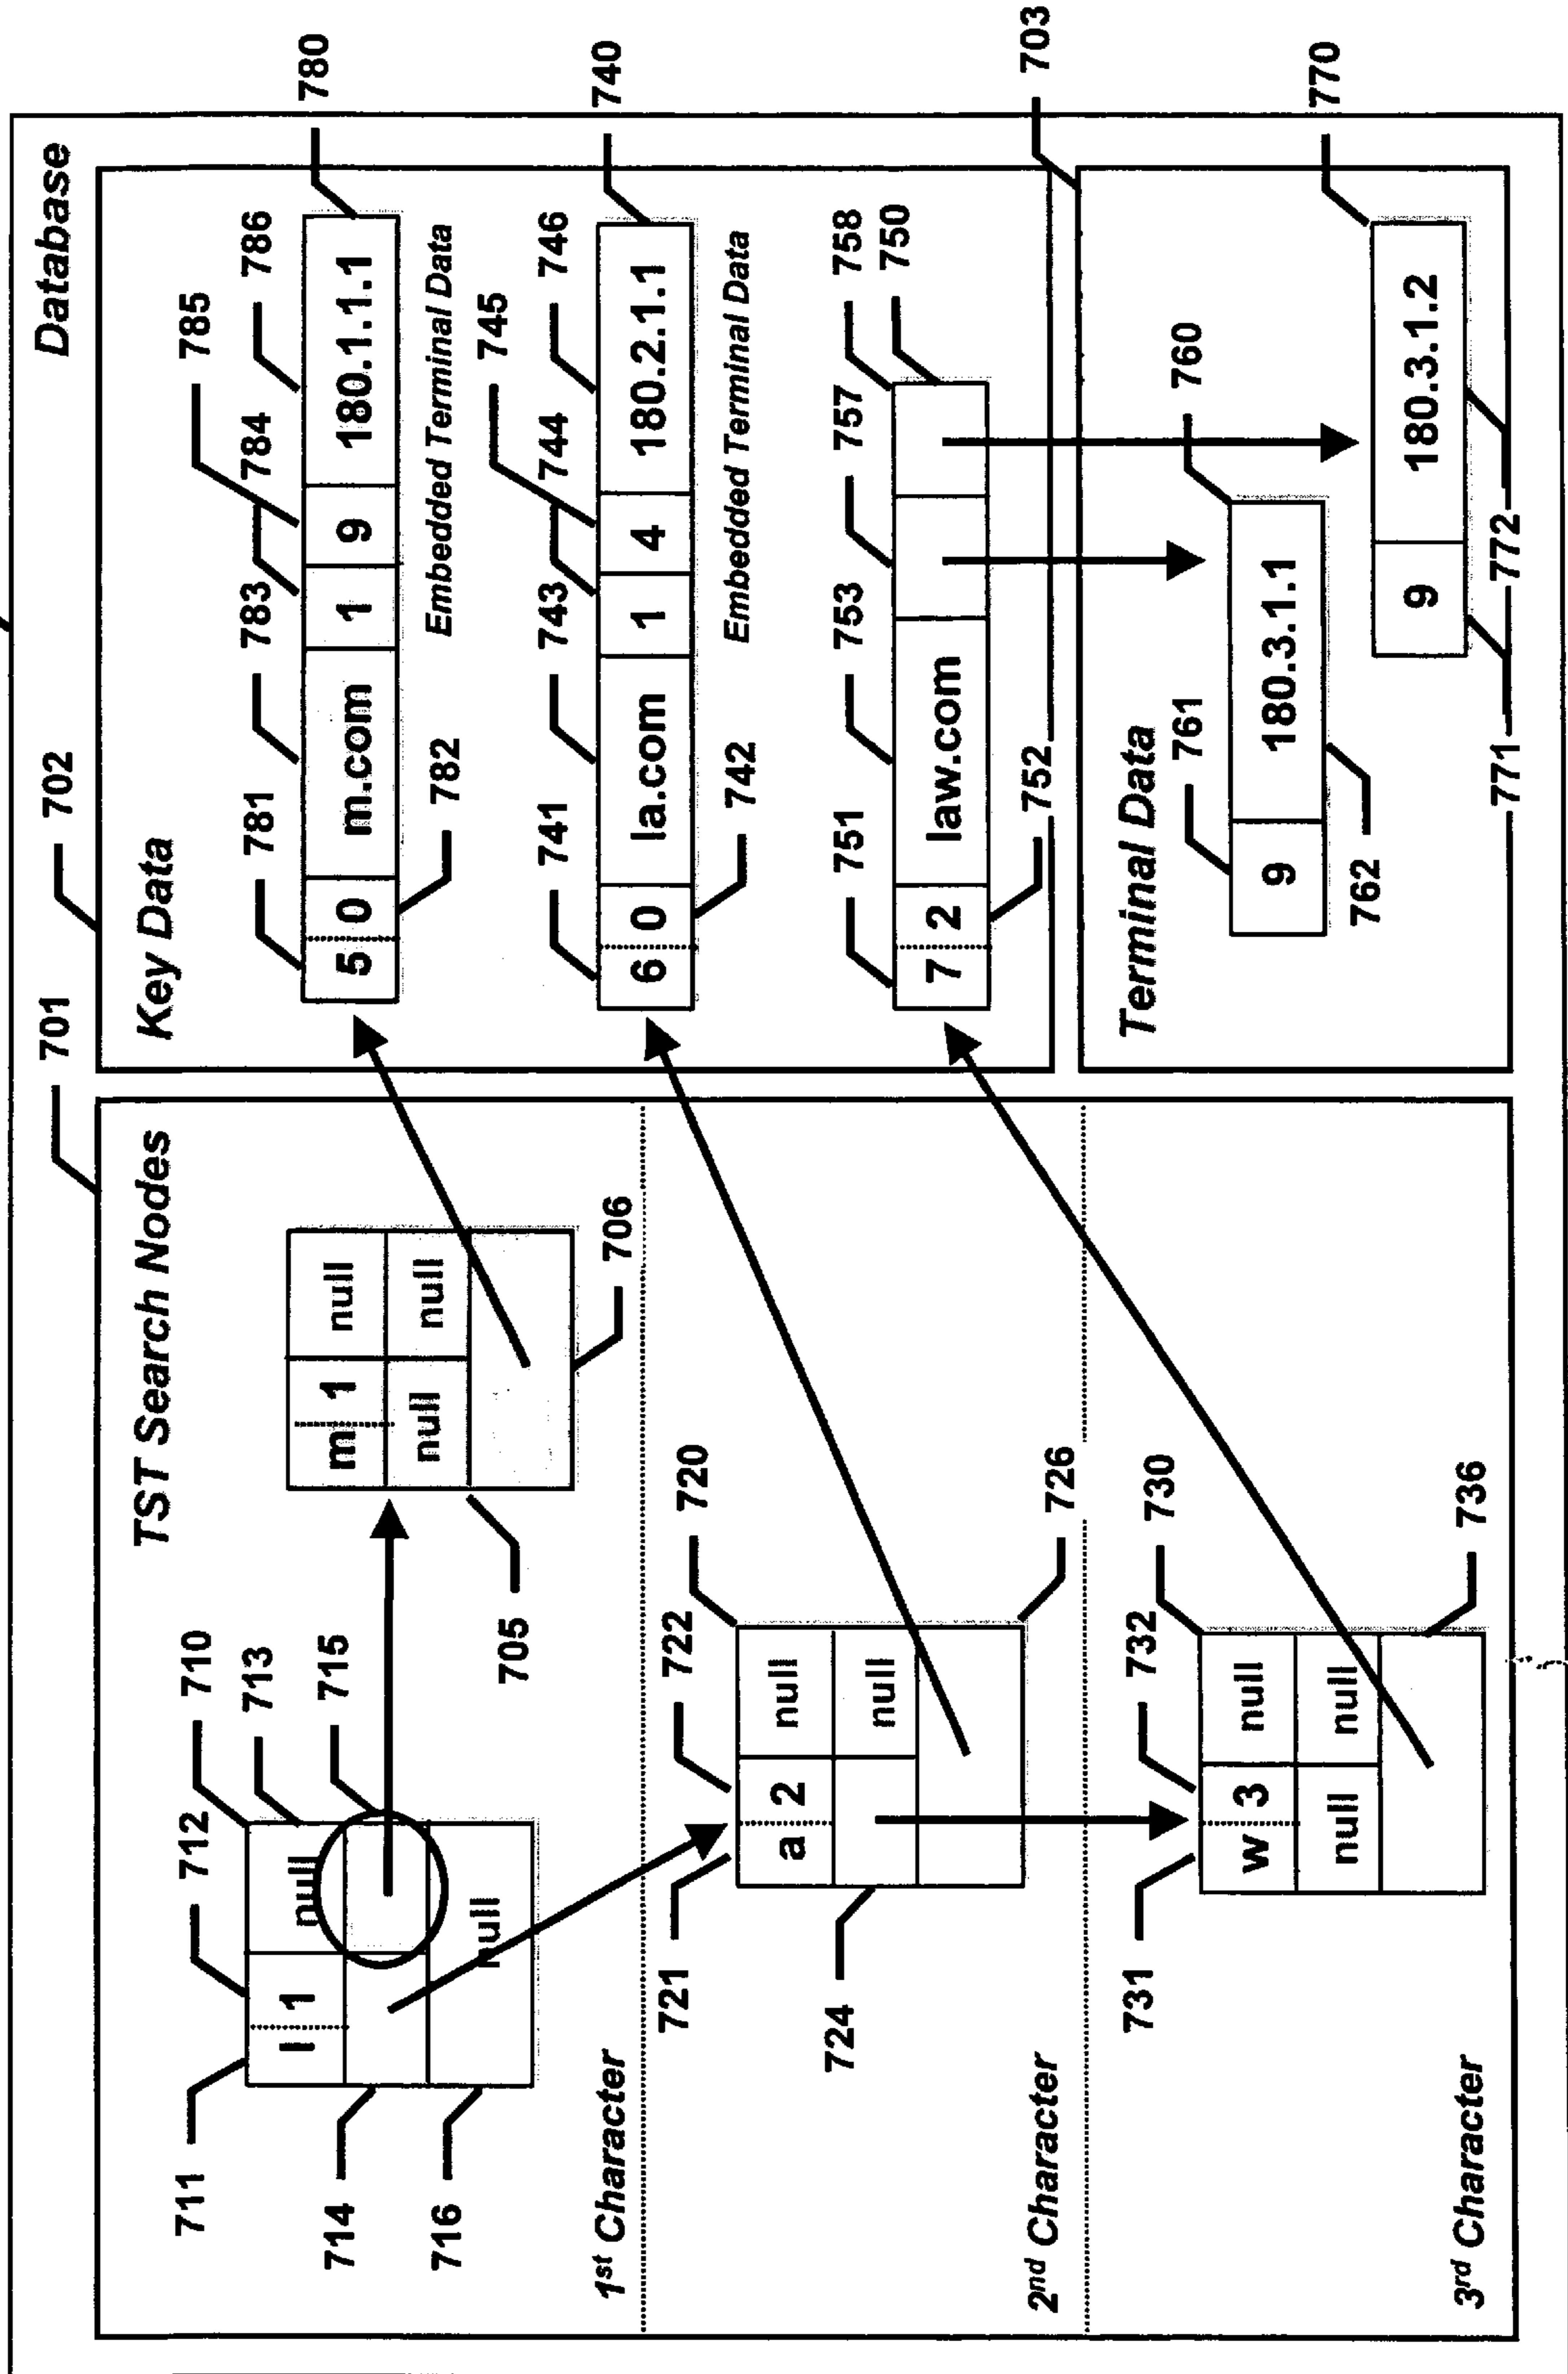 Database
701
702
TST Search Nodes
Key Data
710
711
712
713
715
l 1 null
null
714
716
m 1 null
null null
705
706
1st Character
781
783
784
785
786
780
5 0 m.com 1 9 180.1.1.1
782
Embedded Terminal Data
741
743
744
745
746
740
6 0 la.com 1 4 180.2.1.1
742
Embedded Terminal Data
720
721
722
a 2 null
null
724
726
2nd Character
751
753
757
758
750
7 2 law.com
752
703
730
731
732
w 3 null
null null
736
3rd Character
Terminal Data
761
760
9 180.3.1.1
762
770
9 180.3.1.2
771
772